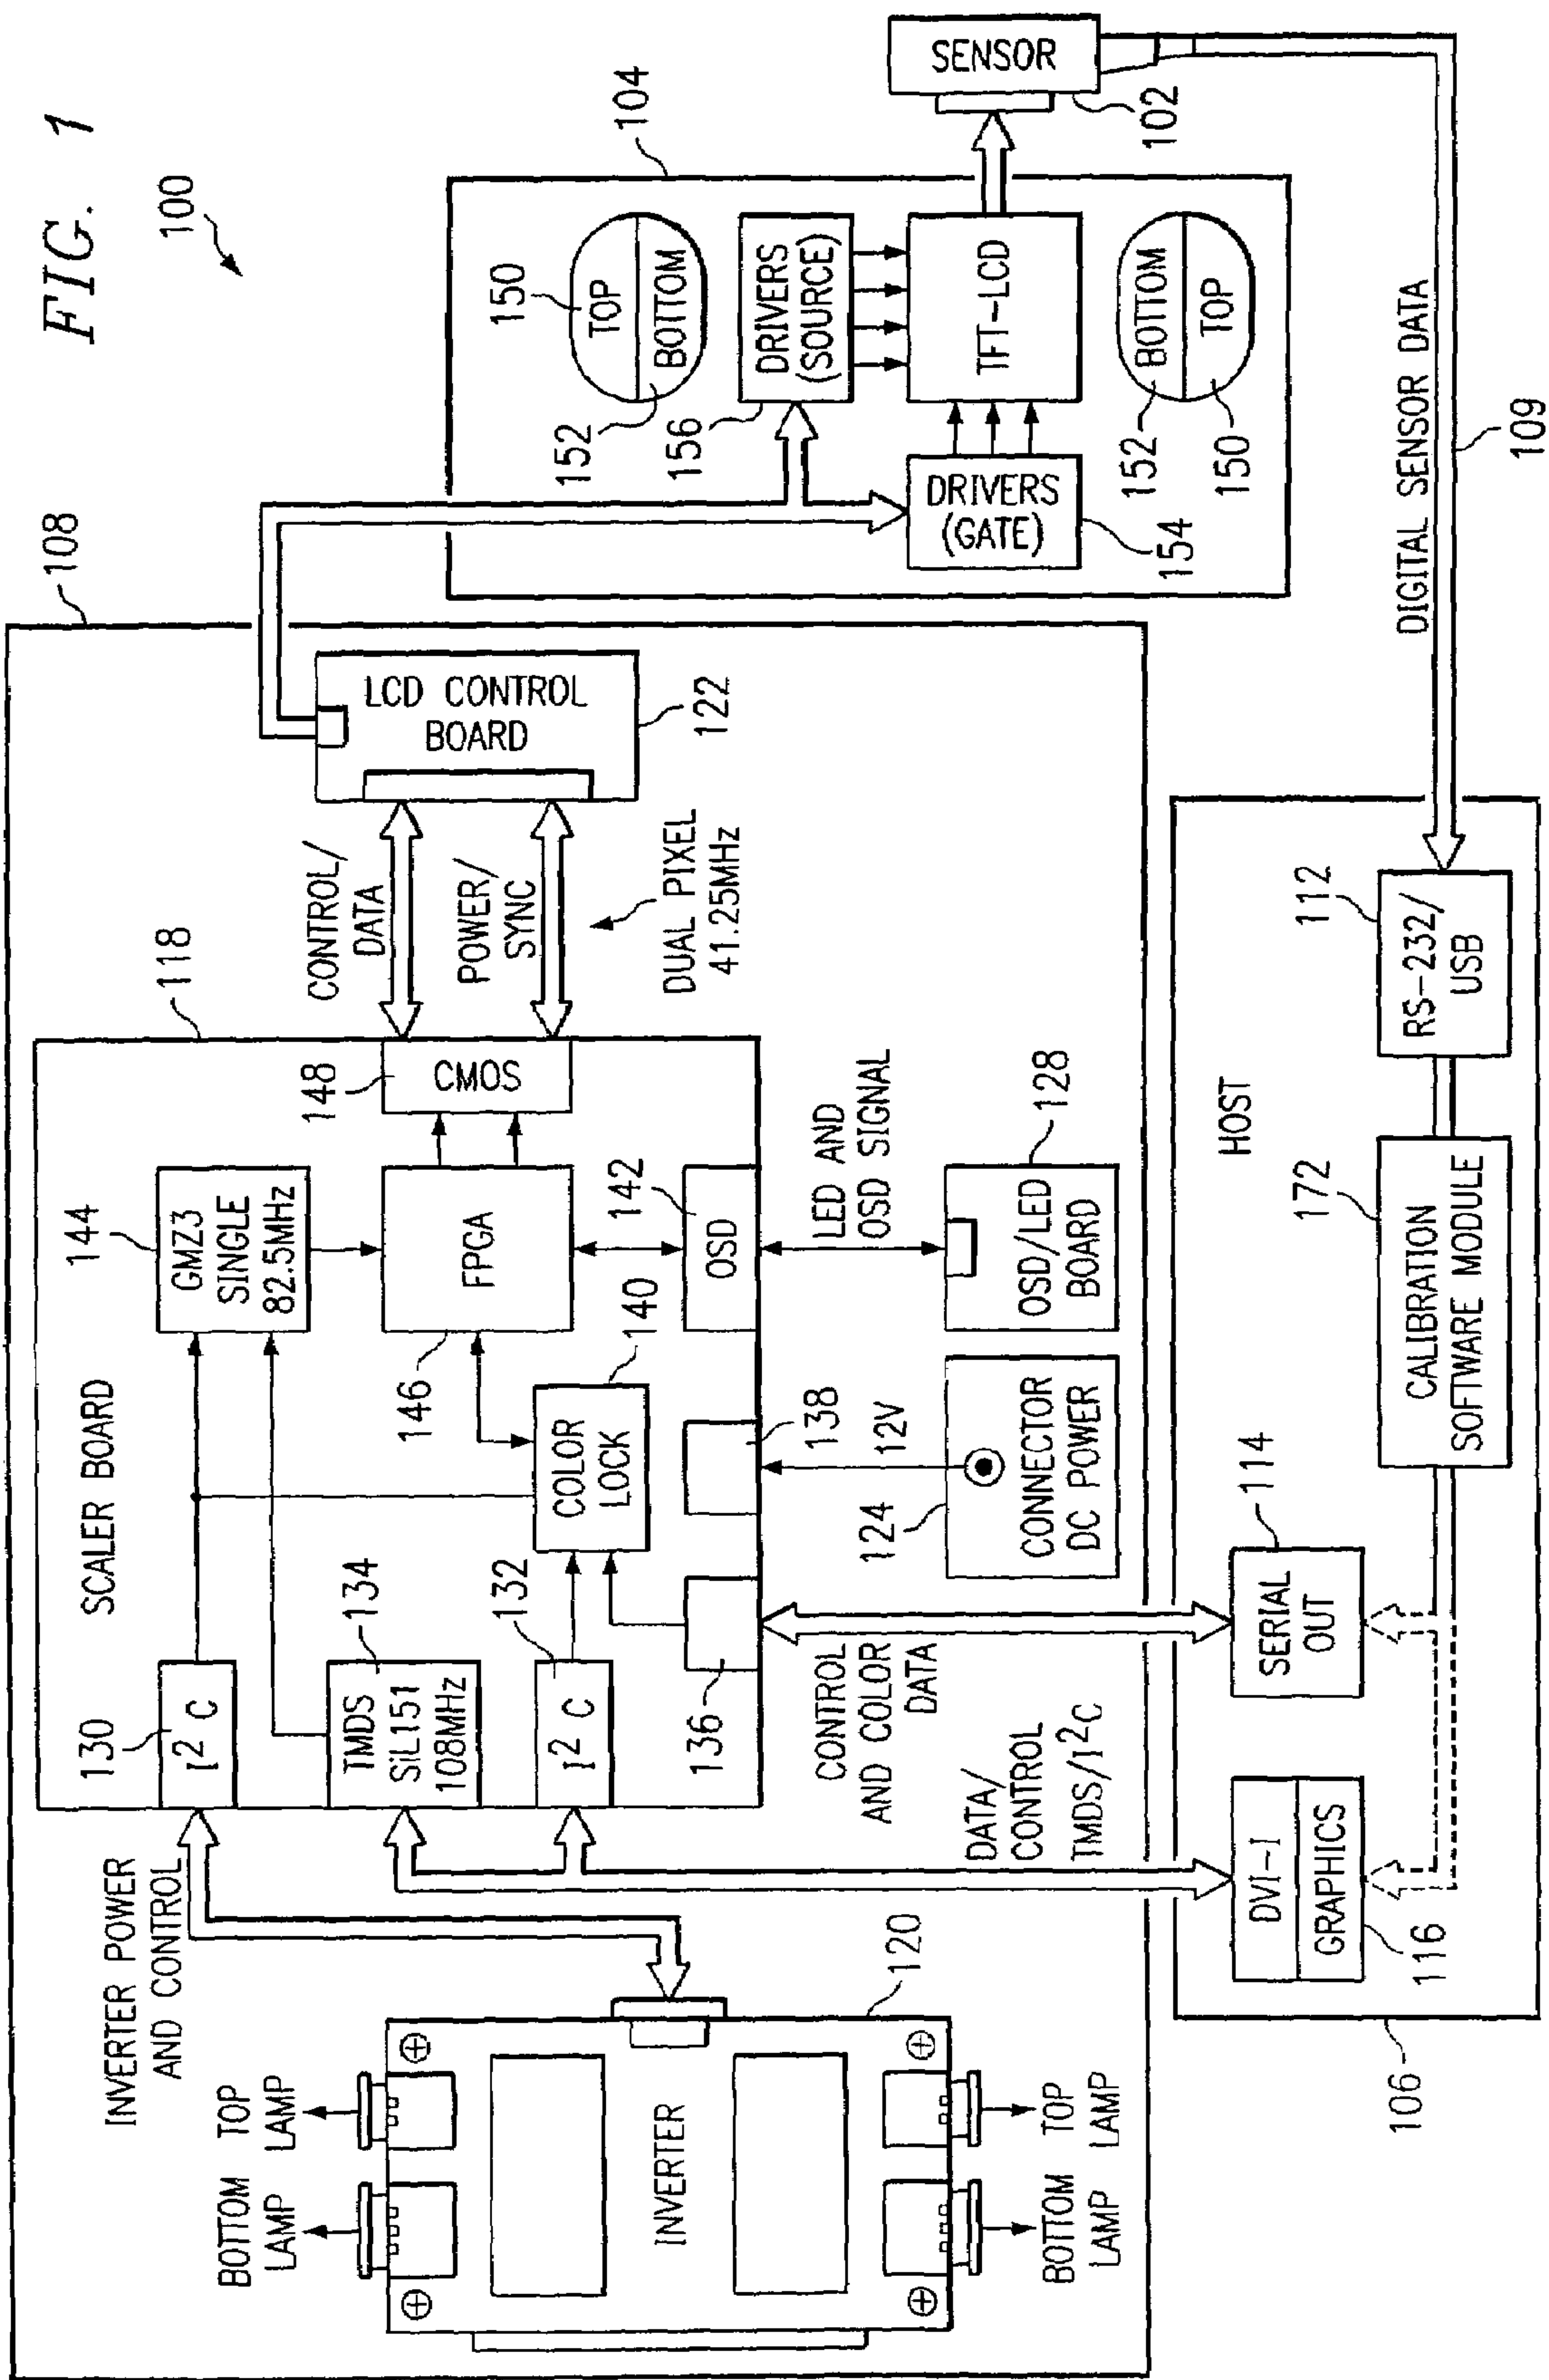 FIG. 1
100
108
INVERTER POWER
AND CONTROL
TOP
LAMP
BOTTOM
LAMP
INVERTER
120
TOP
LAMP
BOTTOM
LAMP
SCALER BOARD
118
130
I2 C
TMDS
SiL151
108MHz
134
I2 C
132
136
144
GMZ3
SINGLE
82.5MHz
FPGA
146
COLOR
LOCK
140
138
OSD
142
CMOS
148
CONTROL/
DATA
POWER/
SYNC
DUAL PIXEL
41.25MHz
LCD CONTROL
BOARD
122
LED AND
OSD SIGNAL
OSD/LED
BOARD
128
12V
124
CONNECTOR
DC POWER
CONTROL
AND COLOR
DATA
DATA/
CONTROL
TMDS/I2C
104
150
TOP
BOTTOM
152
DRIVERS
(SOURCE)
156
TFT-LCD
DRIVERS
(GATE)
154
BOTTOM
TOP
152
150
SENSOR
102
DIGITAL SENSOR DATA
109
HOST
106
DVI-I
GRAPHICS
116
SERIAL
OUT
114
CALIBRATION
SOFTWARE MODULE
172
RS-232/
USB
112